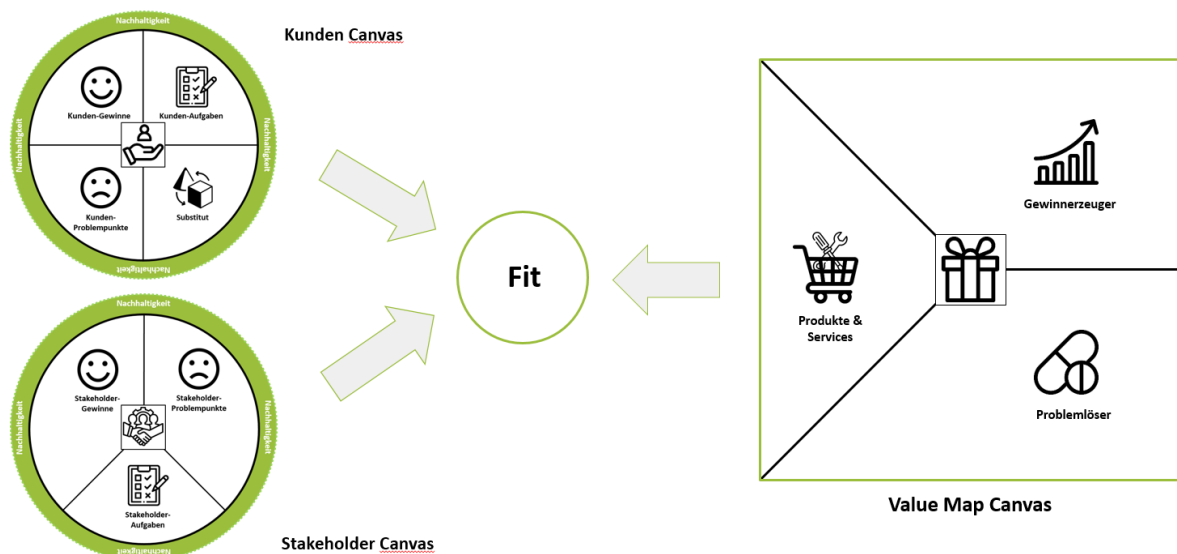 Nachhaltigkeit
Kunden Canvas
Kunden-Gewinne
Kunden-Aufgaben
Nachhaltigkeit
Nachhaltigkeit
Kunden-
Problempunkte
Substitut
Nachhaltigkeit
Fit
Gewinnerzeuger
Produkte &
Services
Problemlöser
Value Map Canvas
Nachhaltigkeit
Stakeholder-
Gewinne
Stakeholder-
Problempunkte
Nachhaltigkeit
Nachhaltigkeit
Stakeholder-
Aufgaben
Nachhaltigkeit
Stakeholder Canvas